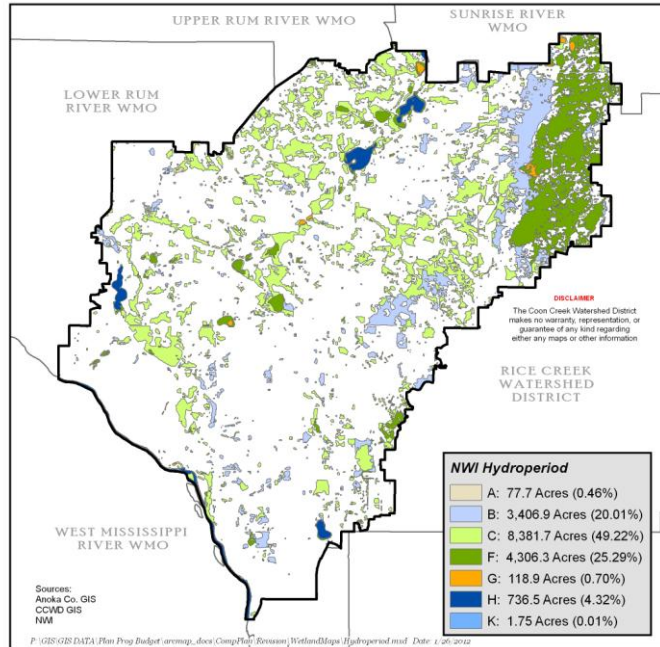 UPPER RUM RIVER WMO
SUNRISE RIVER
WMO
LOWER RUM
RIVER WMO
DISCLAIMER
The Coon Creek Watershed District
makes no warranty, representation, or
guarantee of any kind regarding
either any maps or other information
RICE CREEK
WATERSHED
DISTRICT
WEST MISSISSIPPI
RIVER WMO
NWI Hydroperiod
A: 77.7 Acres (0.46%)
B: 3,406.9 Acres (20.01%)
C: 8,381.7 Acres (49.22%)
F: 4,306.3 Acres (25.29%)
G: 118.9 Acres (0.70%)
H: 736.5 Acres (4.32%)
K: 1.75 Acres (0.01%)
Sources:
Anoka Co. GIS
CCWD GIS
NWI
P:\GIS\GIS DATA\Plan Prog Budget\arcmap_docs\CompPlan\Revision\WetlandMaps\Hydroperiod.mxd Date 1/26/2012